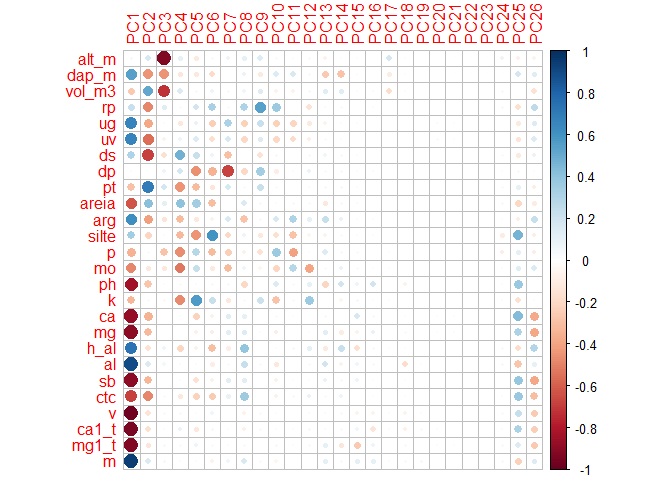 PC1 PC2 PC3 PC4 PC5 PC6 PC7 PC8 PC9 PC10 PC11 PC12 PC13 PC14 PC15 PC16 PC17 PC18 PC19 PC20 PC21 PC22 PC23 PC24 PC25 PC26
alt_m
dap_m
vol_m3
rp
ug
uv
ds
dp
pt
areia
arg
silte
p
mo
ph
k
ca
mg
h_al
al
sb
ctc
v
ca1_t
mg1_t
m
1
0.8
0.6
0.4
0.2
0
-0.2
-0.4
-0.6
-0.8
-1